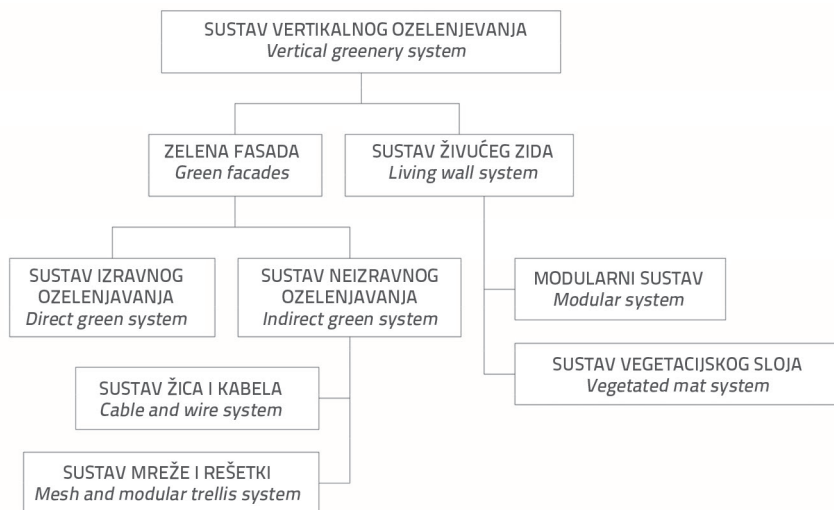 SUSTAV VERTIKALNOG OZELENJEVANJA
Vertical greenery system
ZELENA FASADA
Green facades
SUSTAV ŽIVUĆEG ZIDA
Living wall system
SUSTAV IZRAVNOG
OZELENJAVANJA
Direct green system
SUSTAV NEIZRAVNOG
OZELENJAVANJA
Indirect green system
MODULARNI SUSTAV
Modular system
SUSTAV VEGETACIJSKOG SLOJA
Vegetated mat system
SUSTAV ŽICA I KABELA
Cable and wire system
SUSTAV MREŽE I REŠETKI
Mesh and modular trellis system